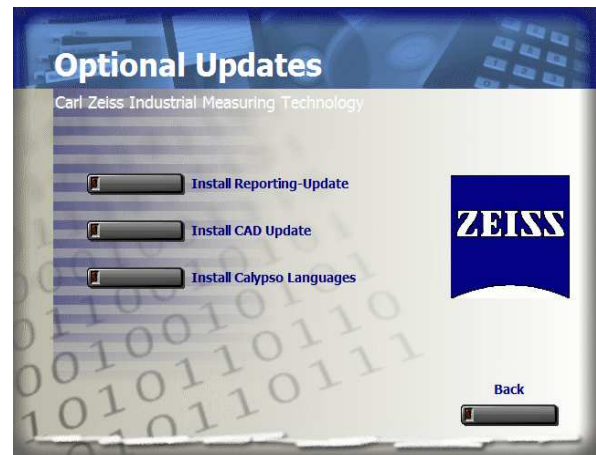 Optional Updates
Carl Zeiss Industrial Measuring Technology
Install Reporting-Update
Install CAD Update
ZEISS
Install Calypso Languages
Back